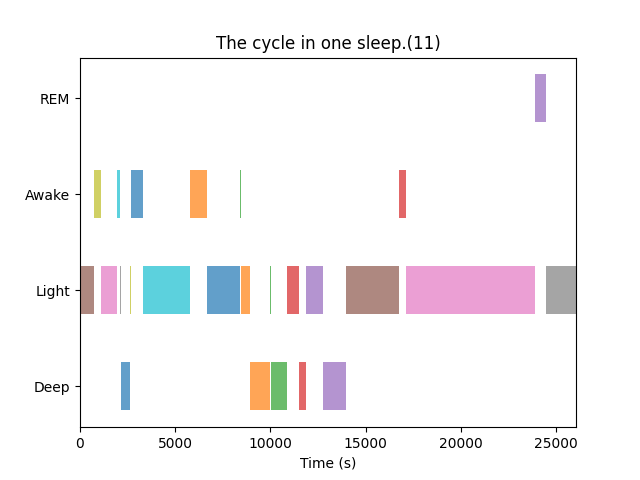 The cycle in one sleep.(11)
REM
Awake
Light
Deep
0 5000 10000 15000 20000 25000
Time (s)